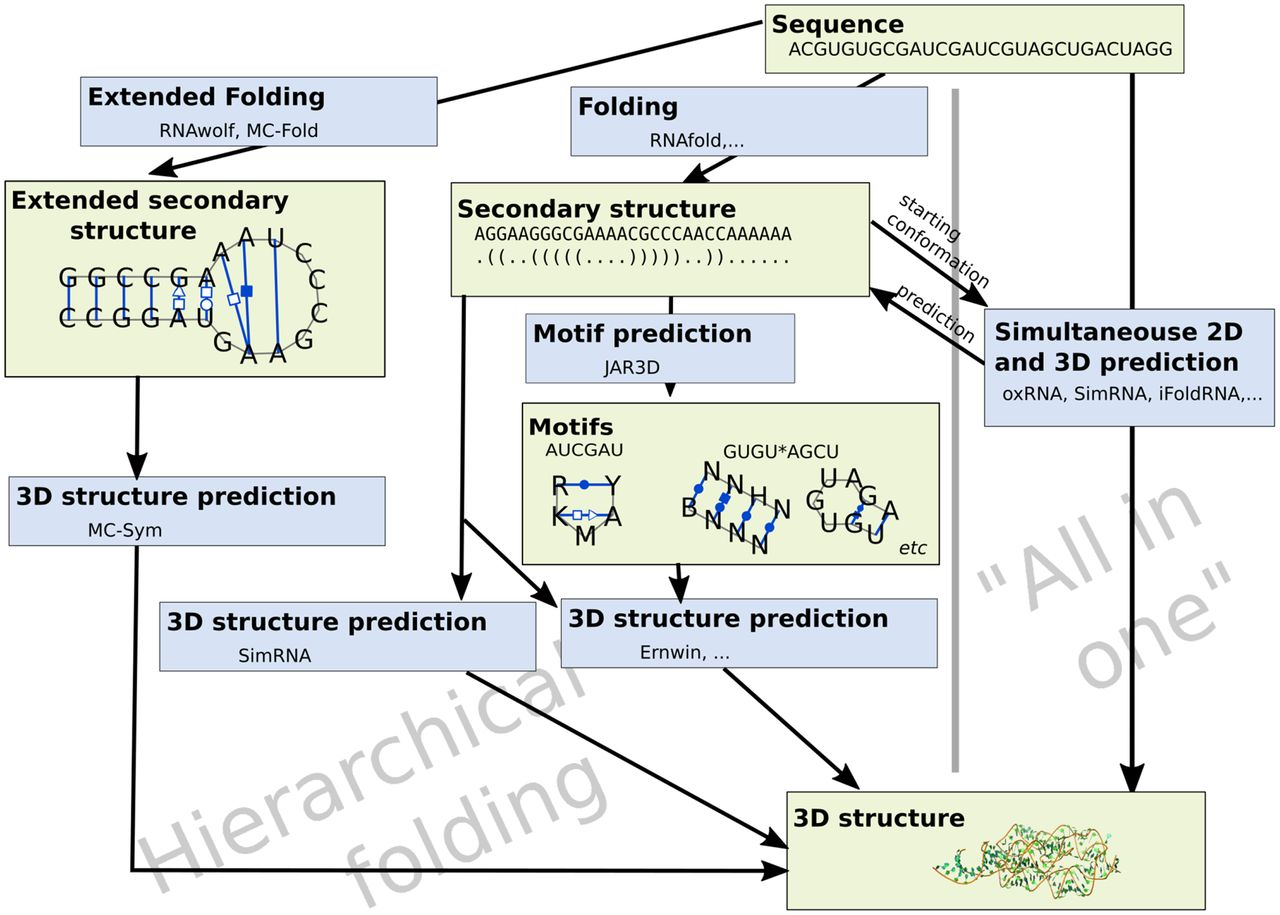 Sequence
ACGUGUGCGAUCGAUCGUAGCUGACUAGG
Extended Folding
RNAwolf, MC-Fold
Folding
RNAfold,...
Extended secondary
structure
A A U C
G G C C G A C
C C G G A U C
G A A G
Secondary structure
AGGAAGGGCGAAAACGCCCAACCAAAAAA
.((..(((((....)))))..))......
starting
conformation
prediction
Simultaneouse 2D
and 3D prediction
oxRNA, SimRNA, iFoldRNA,...
Motif prediction
JAR3D
Motifs
AUCGAU
GUGU*AGCU
R Y
K A
M
N N H N
B N N N
U A G A
G U G U
etc
3D structure prediction
MC-Sym
3D structure prediction
SimRNA
3D structure prediction
Ernwin, ...
"All in
one"
Hierarchical
folding
3D structure